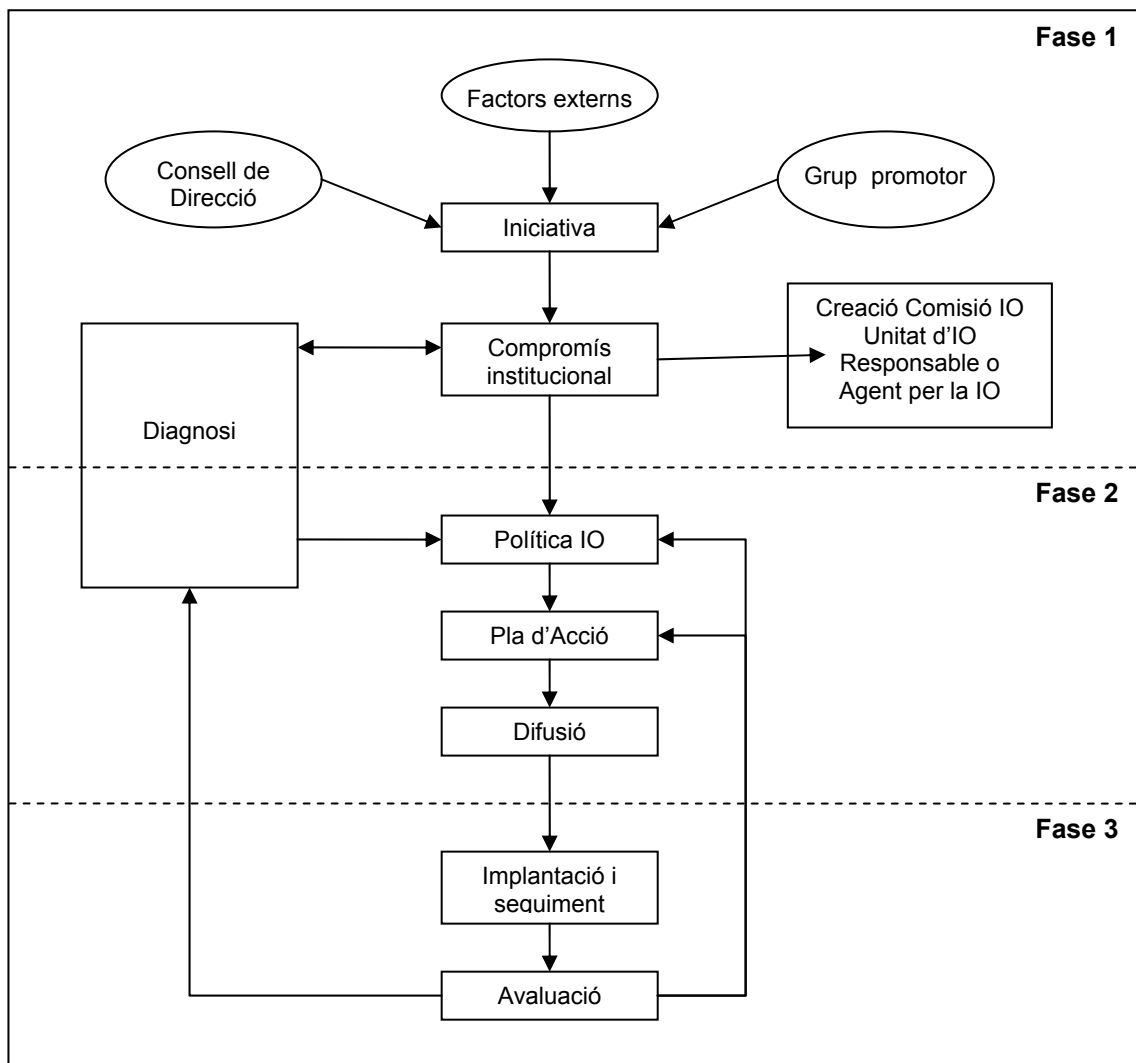 Fase 1
Factors externs
Consell de
Direcció
Grup promotor
Iniciativa
Creació Comisió IO
Unitat d’IO
Responsable o
Agent per la IO
Compromís
institucional
Diagnosi
Fase 2
Política IO
Pla d’Acció
Difusió
Fase 3
Implantació i
seguiment
Avaluació